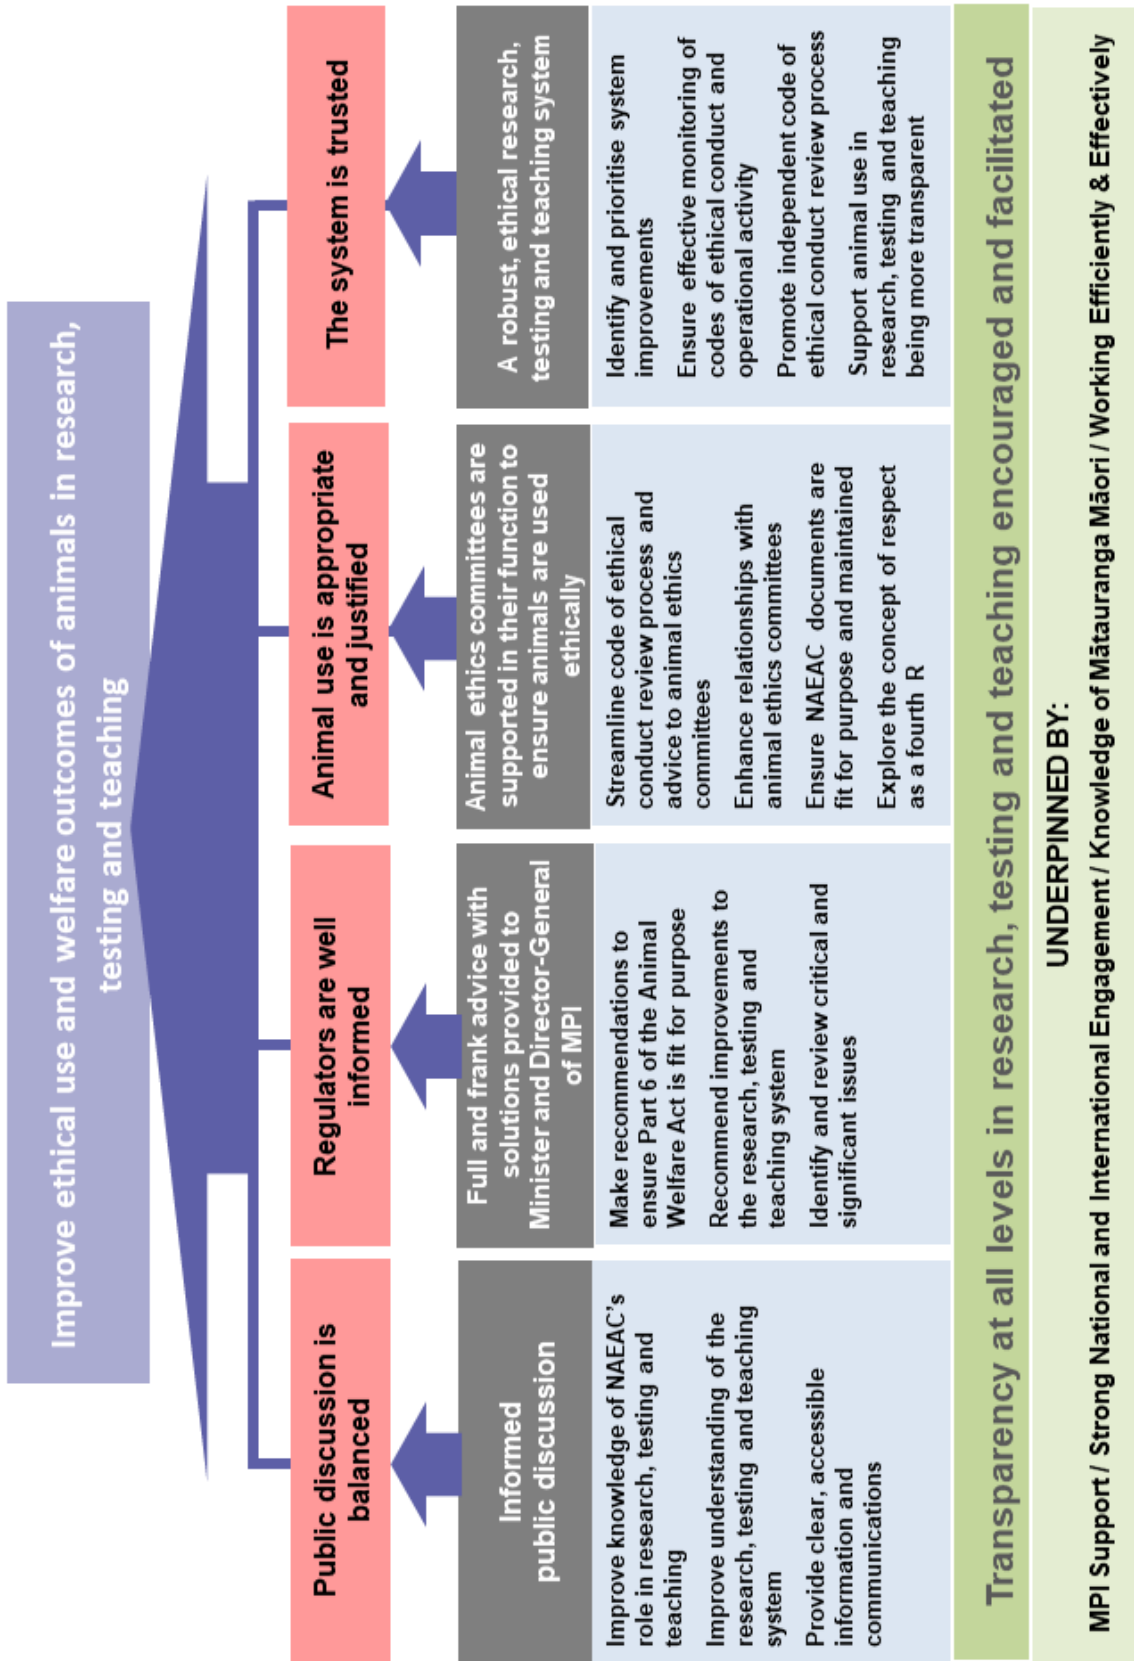 Improve ethical use and welfare outcomes of animals in research,
testing and teaching
Public discussion is
balanced
Regulators are well
informed
Animal use is appropriate
and justified
The system is trusted
Informed
public discussion
Full and frank advice with
solutions provided to
Minister and Director-General
of MPI
Animal ethics committees are
supported in their function to
ensure animals are used
ethically
A robust, ethical research,
testing and teaching system
Improve knowledge of NAEAC's
role in research, testing and
teaching
Improve understanding of the
research, testing and teaching
system
Provide clear, accessible
information and
communications
Make recommendations to
ensure Part 6 of the Animal
Welfare Act is fit for purpose
Recommend improvements to
the research, testing and
teaching system
Identify and review critical and
significant issues
Streamline code of ethical
conduct review process and
advice to animal ethics
committees
Enhance relationships with
animal ethics committees
Ensure NAEAC documents are
fit for purpose and maintained
Explore the concept of respect
as a fourth R
Identify and prioritise system
improvements
Ensure effective monitoring of
codes of ethical conduct and
operational activity
Promote independent code of
ethical conduct review process
Support animal use in
research, testing and teaching
being more transparent
Transparency at all levels in research, testing and teaching encouraged and facilitated
UNDERPINNED BY:
MPI Support / Strong National and International Engagement / Knowledge of Mātauranga Māori / Working Efficiently & Effectively